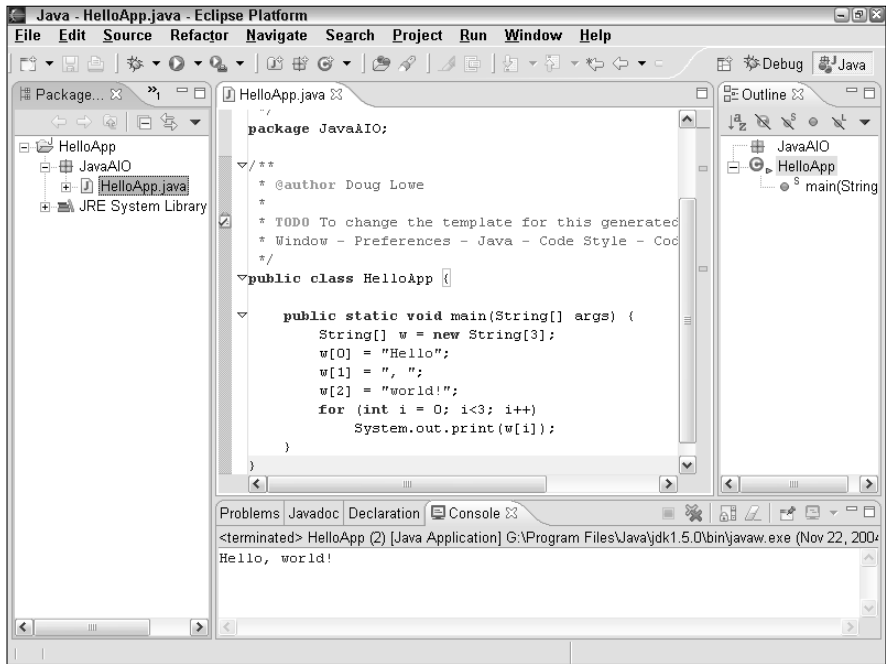 Java - HelloApp.java - Eclipse Platform
File Edit Source Refactor Navigate Search Project Run Window Help
Debug Java
Package... »1
HelloApp
JavaAIO
HelloApp.java
JRE System Library
HelloApp.java
package JavaAIO;
/**
* @author Doug Lowe
*
* TODO To change the template for this generated
* Window - Preferences - Java - Code Style - Cod
*/
public class HelloApp {
public static void main(String[] args) {
String[] w = new String[3];
w[0] = "Hello";
w[1] = ", ";
w[2] = "world!";
for (int i = 0; i<3; i++)
System.out.print(w[i]);
}
}
Outline
JavaAIO
HelloApp
main(String
Problems Javadoc Declaration Console
<terminated> HelloApp (2) [Java Application] G:\Program Files\Java\jdk1.5.0\bin\javaw.exe (Nov 22, 2004
Hello, world!